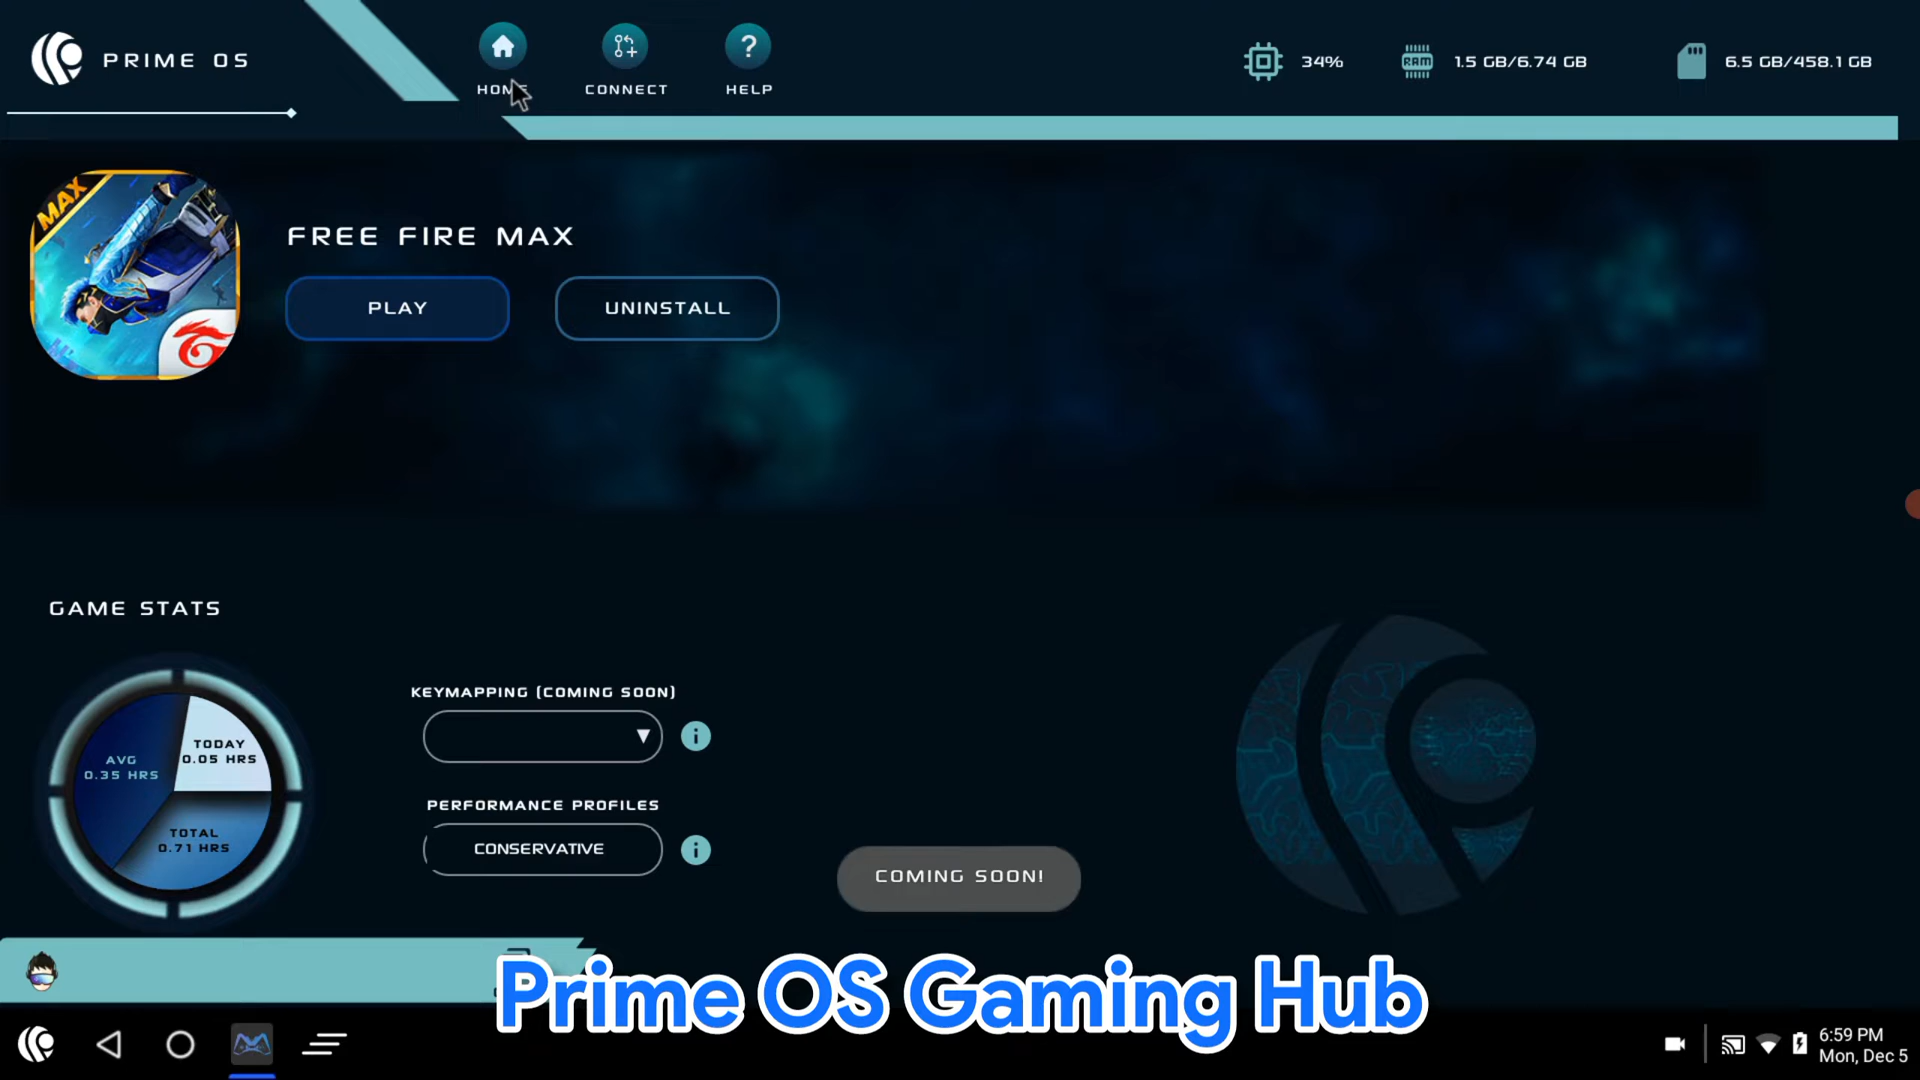 PRIME OS
HOME
CONNECT
HELP
34%
RAM
1.5 GB/6.74 GB
6.5 GB/458.1 GB
MAX
FREE FIRE MAX
PLAY
UNINSTALL
GAME STATS
AVG
0.35 HRS
TODAY
0.05 HRS
TOTAL
0.71 HRS
KEYMAPPING (COMING SOON)
PERFORMANCE PROFILES
CONSERVATIVE
COMING SOON!
Prime OS Gaming Hub
6:59 PM
Mon, Dec 5